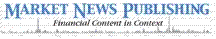 MARKET NEWS PUBLISHING
Financial Content in Context